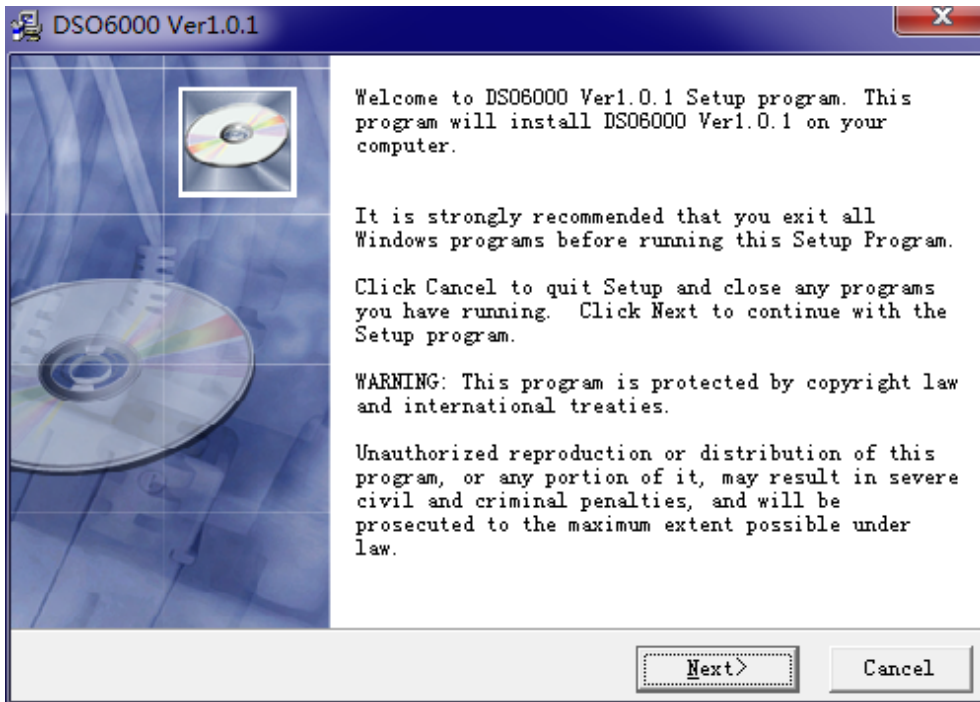 DSO6000 Ver1.0.1
Welcome to DSO6000 Ver1.0.1 Setup program. This
program will install DSO6000 Ver1.0.1 on your
computer.
It is strongly recommended that you exit all
Windows programs before running this Setup Program.
Click Cancel to quit Setup and close any programs
you have running.  Click Next to continue with the
Setup program.
WARNING: This program is protected by copyright law
and international treaties.
Unauthorized reproduction or distribution of this
program, or any portion of it, may result in severe
civil and criminal penalties, and will be
prosecuted to the maximum extent possible under
law.
Next>
Cancel